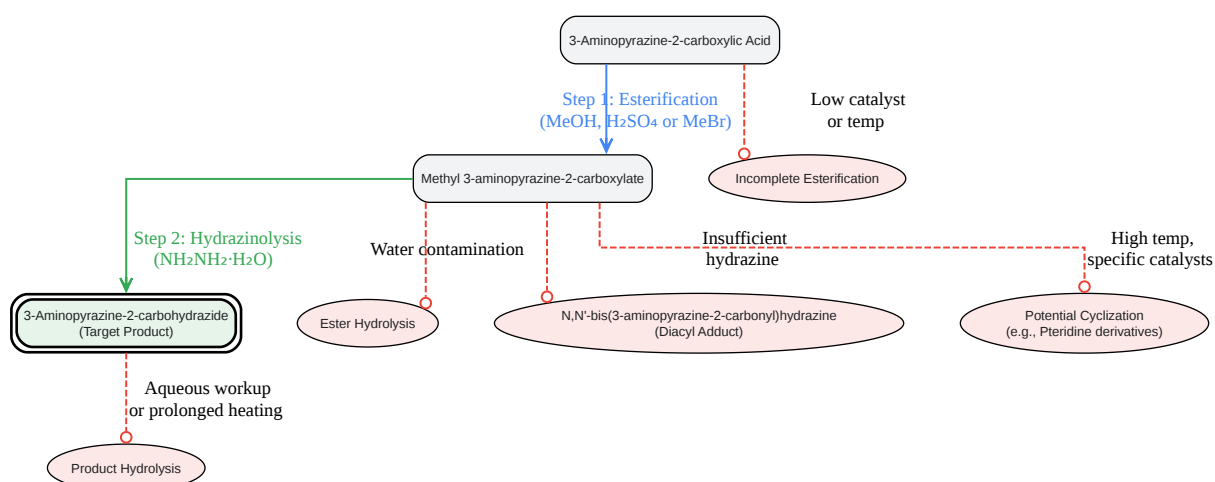 3-Aminopyrazine-2-carboxylic Acid
Step 1: Esterification
(MeOH, H₂SO₄ or MeBr)
Low catalyst
or temp
Methyl 3-aminopyrazine-2-carboxylate
Incomplete Esterification
Step 2: Hydrazinolysis
(NH₂NH₂·H₂O)
Water contamination
Insufficient
hydrazine
High temp,
specific catalysts
3-Aminopyrazine-2-carbohydrazide
(Target Product)
Ester Hydrolysis
N,N'-bis(3-aminopyrazine-2-carbonyl)hydrazine
(Diacyl Adduct)
Potential Cyclization
(e.g., Pteridine derivatives)
Aqueous workup
or prolonged heating
Product Hydrolysis